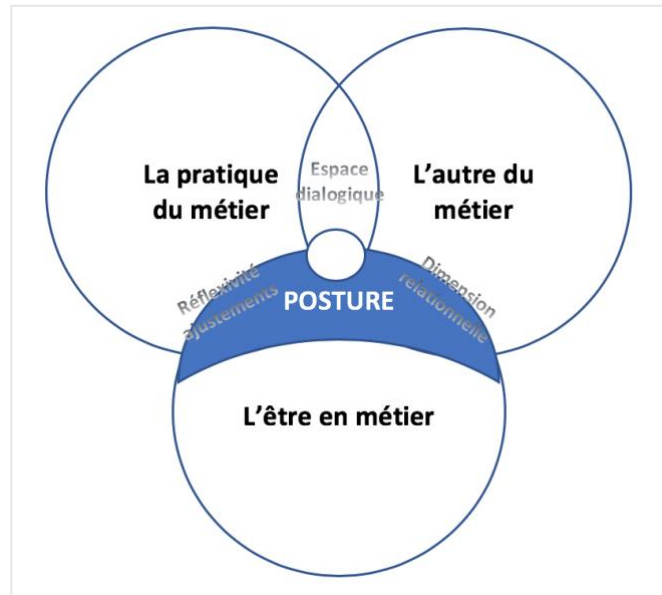 Espace
dialogique
La pratique
du métier
L’autre du
métier
Réflexivité
ajustements
POSTURE
Dimension
relationnelle
L’être en métier